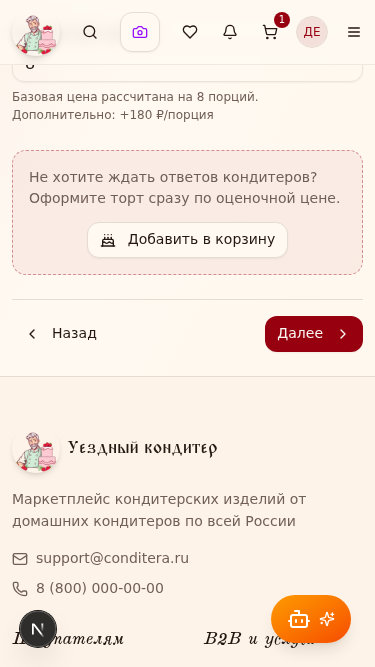 1
ДЕ
Базовая цена рассчитана на 8 порций.
Дополнительно: +180 ₽/порция
Не хотите ждать ответов кондитеров?
Оформите торт сразу по оценочной цене.
Добавить в корзину
Назад
Далее
Уездный кондитер
Маркетплейс кондитерских изделий от
домашних кондитеров по всей России
support@conditera.ru
8 (800) 000-00-00
N
B2B и